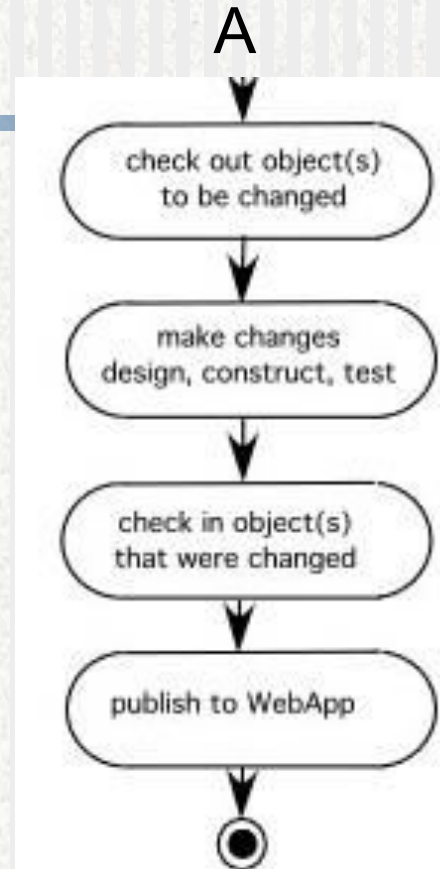 A
check out object(s)
to be changed
make changes
design, construct, test
check in object(s)
that were changed
publish to WebApp